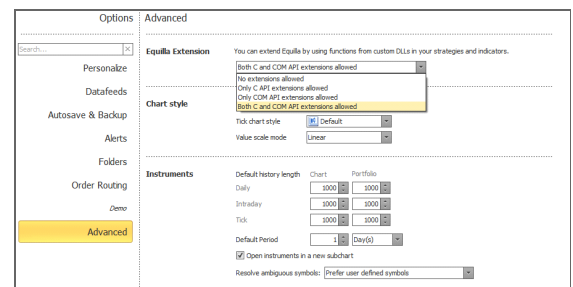 Options
Advanced
Search...
Personalize
Datafeeds
Autosave & Backup
Alerts
Folders
Order Routing
Demo
Advanced
Equilla Extension
You can extend Equilla by using functions from custom DLLs in your strategies and indicators.
Both C and COM API extensions allowed
No extensions allowed
Only C API extensions allowed
Only COM API extensions allowed
Both C and COM API extensions allowed
Chart style
Tick chart style Default
Value scale mode Linear
Instruments
Default history length Chart Portfolio
Daily 1000 1000
Intraday 1000 1000
Tick 1000 1000
Default Period 1 Day(s)
Open instruments in a new subchart
Resolve ambiguous symbols: Prefer user defined symbols